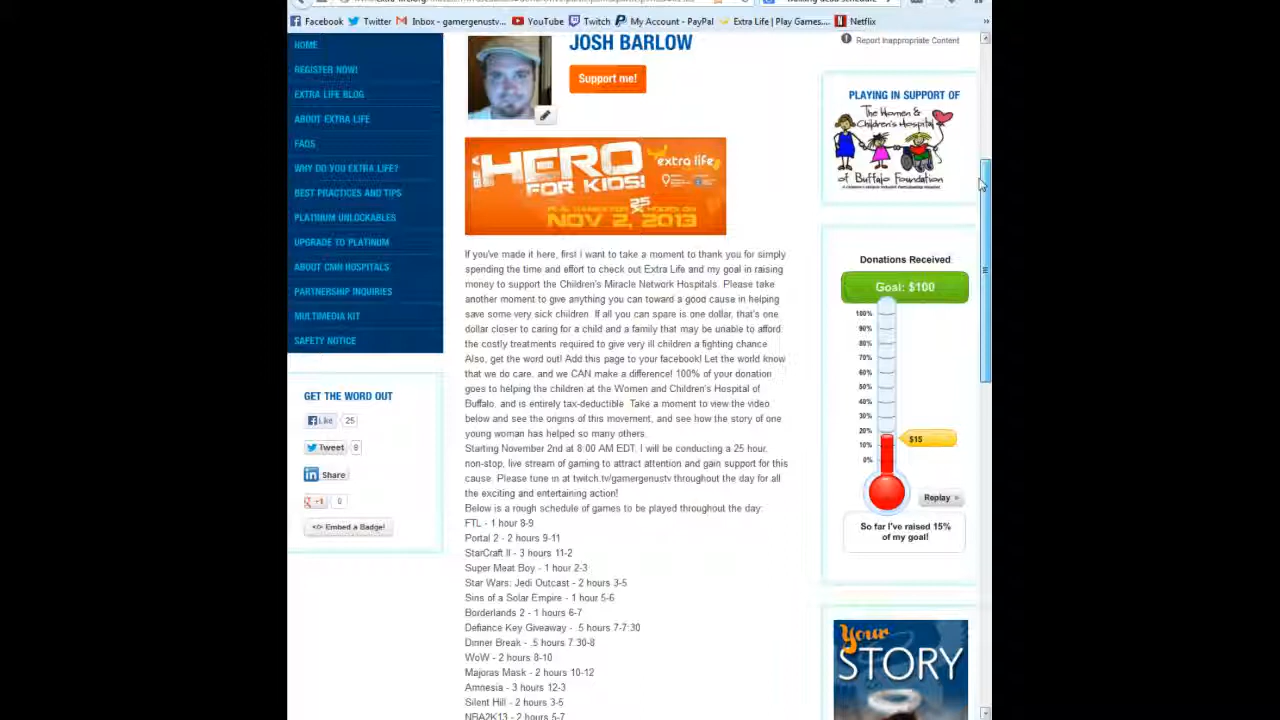 Facebook Twitter Inbox - gamergenustv... YouTube Twitch My Account - PayPal Extra Life | Play Games,... Netflix »
HOME
REGISTER NOW!
EXTRA LIFE BLOG
ABOUT EXTRA LIFE
FAQS
WHY DO YOU EXTRA LIFE?
BEST PRACTICES AND TIPS
PLATINUM UNLOCKABLES
UPGRADE TO PLATINUM
ABOUT CMN HOSPITALS
PARTNERSHIP INQUIRIES
MULTIMEDIA KIT
SAFETY NOTICE
GET THE WORD OUT
Like 25
Tweet 9
in Share
+1 0
</> Embed a Badge!
JOSH BARLOW
Support me!
HERO
FOR KIDS!
extra life
25
NOV 2, 2013
If you've made it here, first I want to take a moment to thank you for simply
spending the time and effort to check out Extra Life and my goal in raising
money to support the Children's Miracle Network Hospitals. Please take
another moment to give anything you can toward a good cause in helping
save some very sick children. If all you can spare is one dollar, that's one
dollar closer to caring for a child and a family that may be unable to afford
the costly treatments required to give very ill children a fighting chance.
Also, get the word out! Add this page to your facebook! Let the world know
that we do care, and we CAN make a difference! 100% of your donation
goes to helping the children at the Women and Children's Hospital of
Buffalo, and is entirely tax-deductible. Take a moment to view the video
below and see the origins of this movement, and see how the story of one
young woman has helped so many others.
Starting November 2nd at 8:00 AM EDT, I will be conducting a 25 hour,
non-stop, live stream of gaming to attract attention and gain support for this
cause. Please tune in at twitch.tv/gamergenustv throughout the day for all
the exciting and entertaining action!
Below is a rough schedule of games to be played throughout the day:
FTL - 1 hour 8-9
Portal 2 - 2 hours 9-11
StarCraft II - 3 hours 11-2
Super Meat Boy - 1 hour 2-3
Star Wars: Jedi Outcast - 2 hours 3-5
Sins of a Solar Empire - 1 hour 5-6
Borderlands 2 - 1 hours 6-7
Defiance Key Giveaway - .5 hours 7-7:30
Dinner Break - .5 hours 7:30-8
WoW - 2 hours 8-10
Majoras Mask - 2 hours 10-12
Amnesia - 3 hours 12-3
Silent Hill - 2 hours 3-5
NBA2K13 - 2 hours 5-7
Report Inappropriate Content
PLAYING IN SUPPORT OF
The Women &
Children's Hospital
of Buffalo Foundation
Donations Received:
Goal: $100
100%
90%
80%
70%
60%
50%
40%
30%
20%
10%
0%
$15
Replay »
So far I've raised 15%
of my goal!
Your
STORY